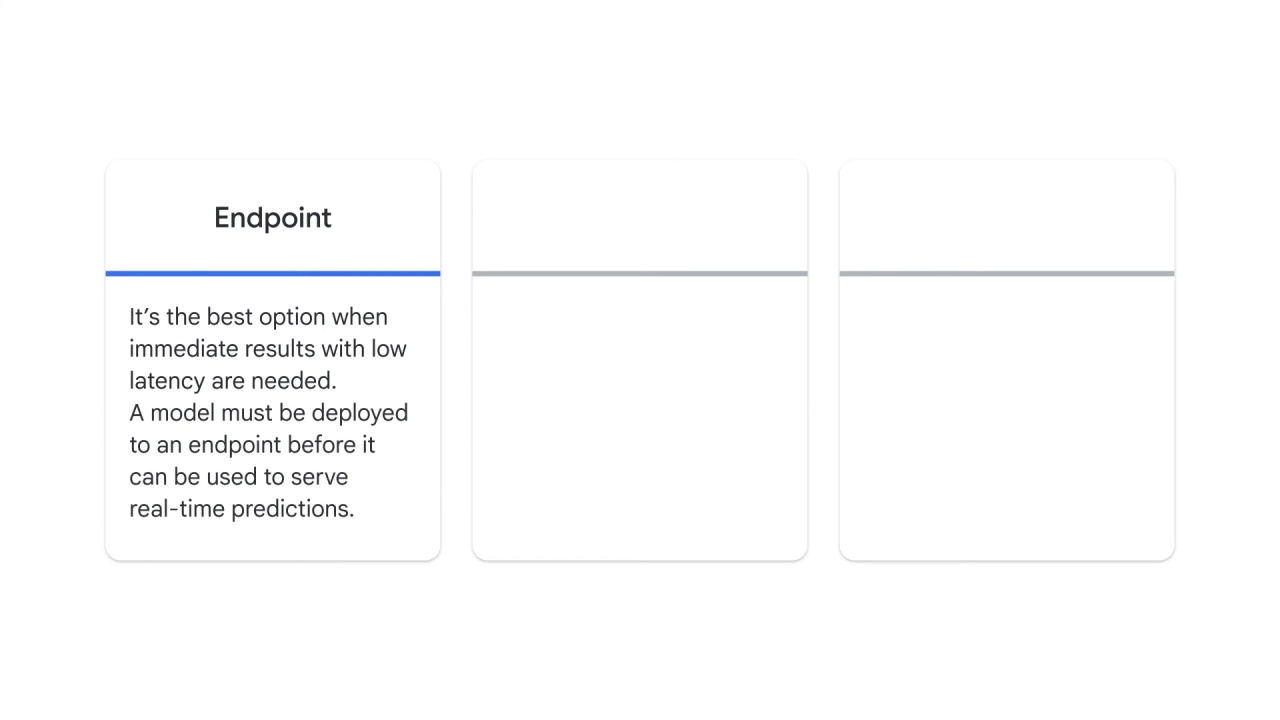 Endpoint
It’s the best option when
immediate results with low
latency are needed.
A model must be deployed
to an endpoint before it
can be used to serve
real-time predictions.